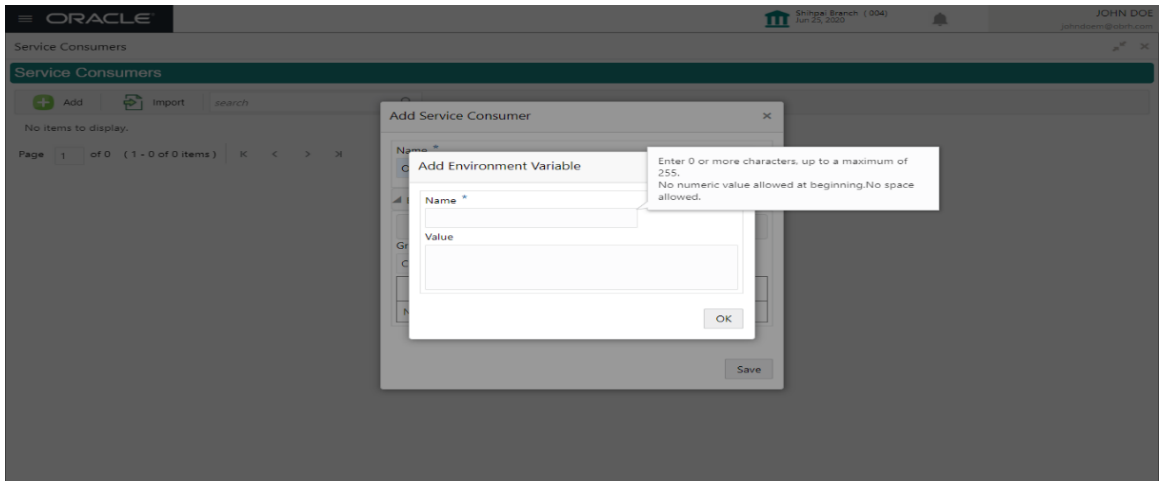 ORACLE
Shihpai Branch (004)
Jun 23, 2020
JOHN DOE
Service Consumers
Service Consumers
Add
Import
search
No items to display.
Page 1 of 0 (1 - 0 of 0 items)
Add Service Consumer
Name *
Add Environment Variable
Enter 0 or more characters, up to a maximum of
255.
No numeric value allowed at beginning.No space
allowed.
Name *
Value
Gr
OK
Save